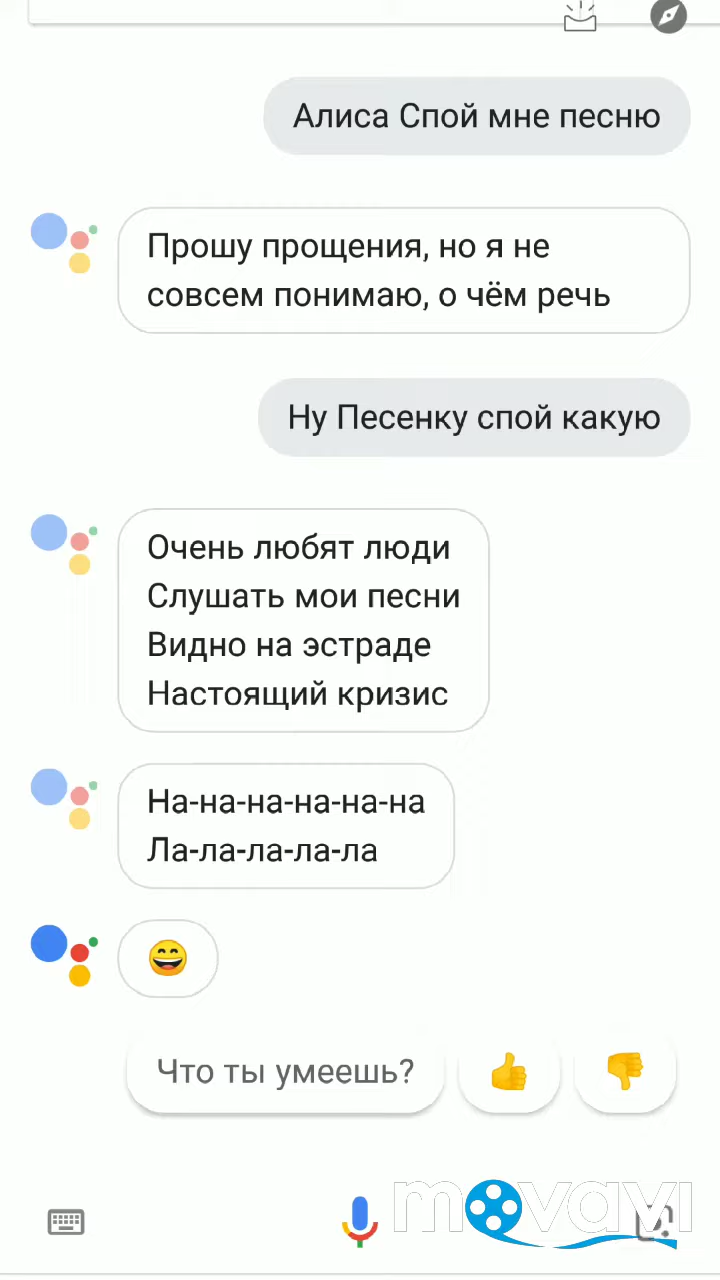 Алиса Спой мне песню
Прошу прощения, но я не
совсем понимаю, о чём речь
Ну Песенку спой какую
Очень любят люди
Слушать мои песни
Видно на эстраде
Настоящий кризис
На-на-на-на-на-на
Ла-ла-ла-ла-ла
Что ты умеешь?
movavi